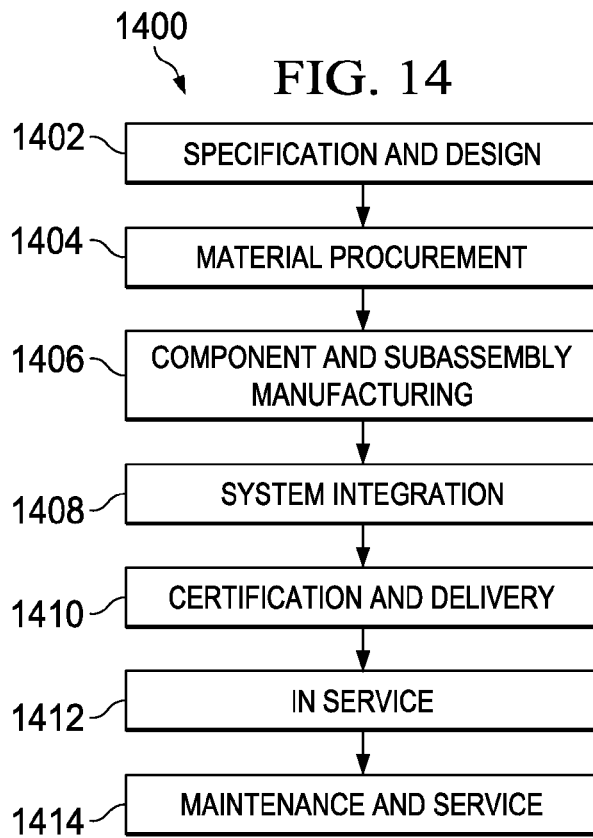 1400
FIG. 14
1402
SPECIFICATION AND DESIGN
1404
MATERIAL PROCUREMENT
1406
COMPONENT AND SUBASSEMBLY
MANUFACTURING
1408
SYSTEM INTEGRATION
1410
CERTIFICATION AND DELIVERY
1412
IN SERVICE
1414
MAINTENANCE AND SERVICE